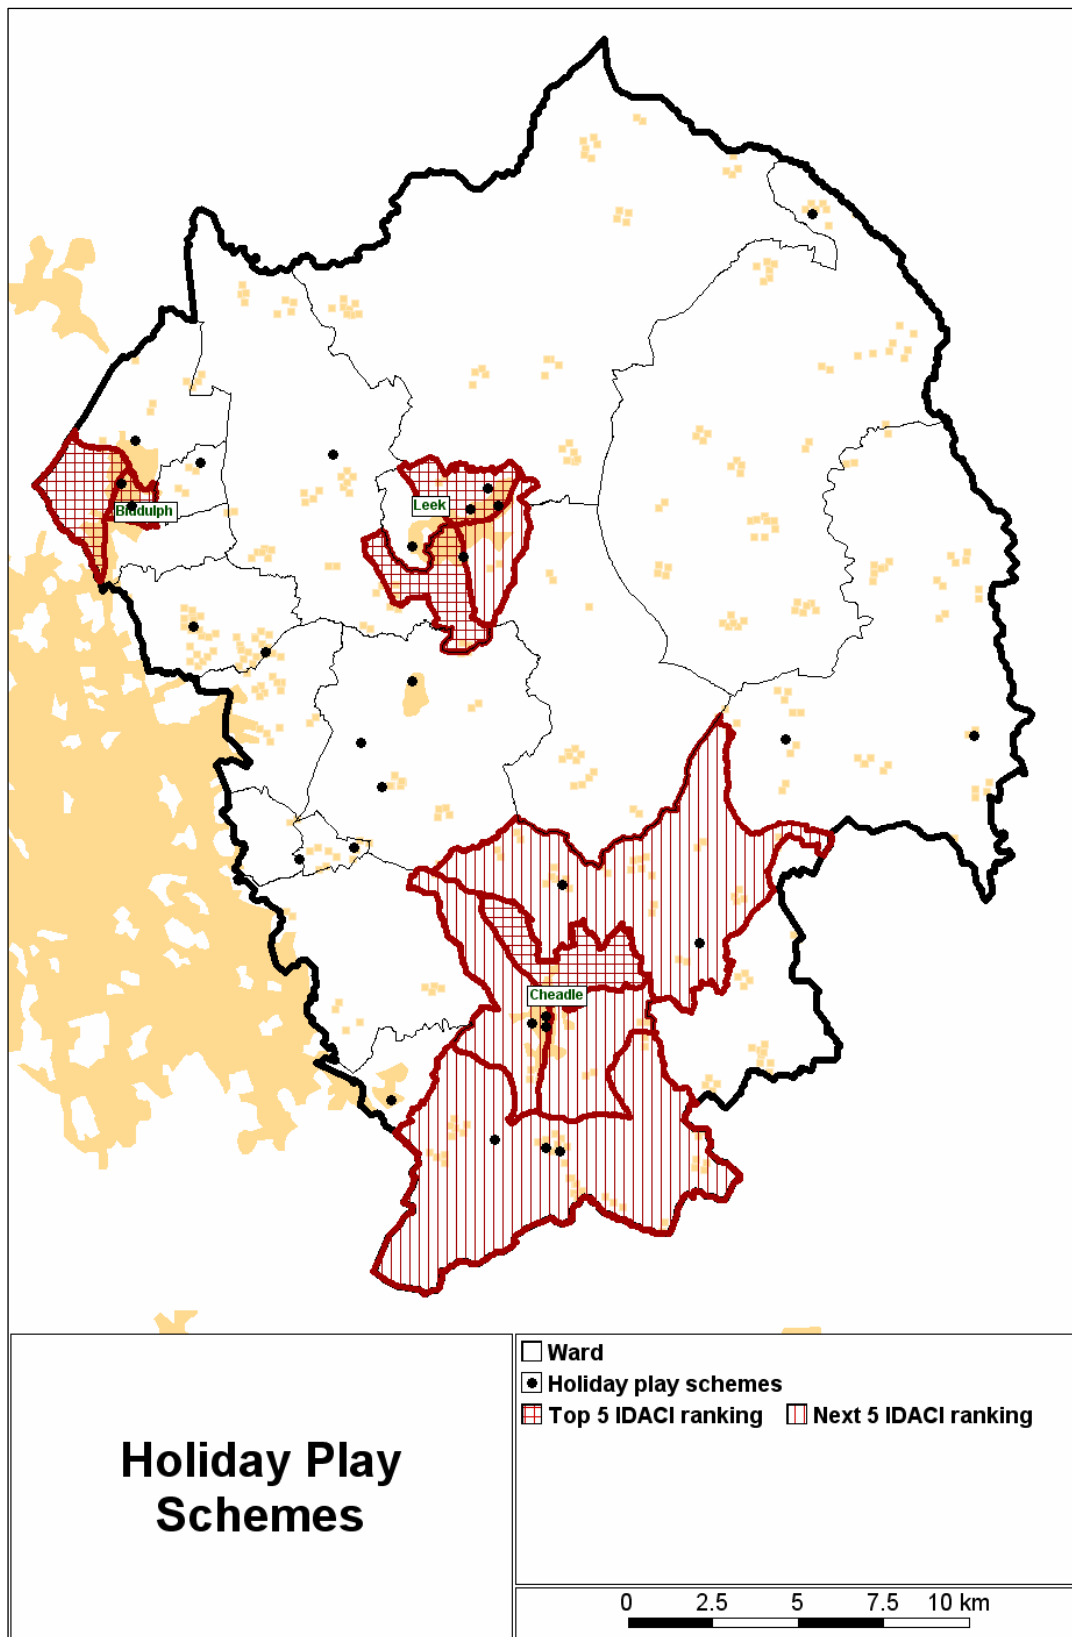 Leek
Biddulph
Cheadle
Holiday Play
Schemes
Ward
Holiday play schemes
Top 5 IDACI ranking Next 5 IDACI ranking
0 2.5 5 7.5 10 km